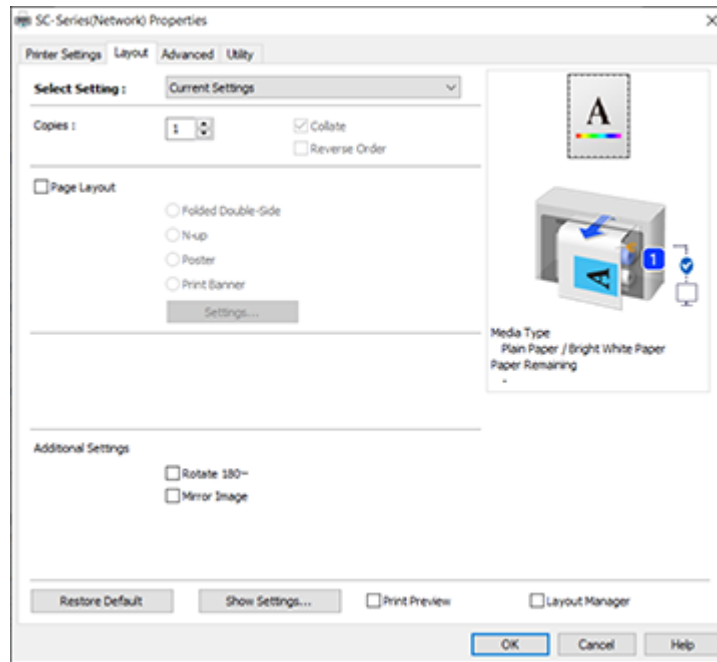 SC-Series(Network) Properties
Printer Settings Layout Advanced Utility
Select Setting : Current Settings
Copies : 1 Collate
Reverse Order
Page Layout
Folded Double-Side
N-up
Poster
Print Banner
Settings...
A
A
1
Media Type
Plain Paper / Bright White Paper
Paper Remaining
-
Additional Settings
Rotate 180°
Mirror Image
Restore Default Show Settings... Print Preview Layout Manager
OK Cancel Help